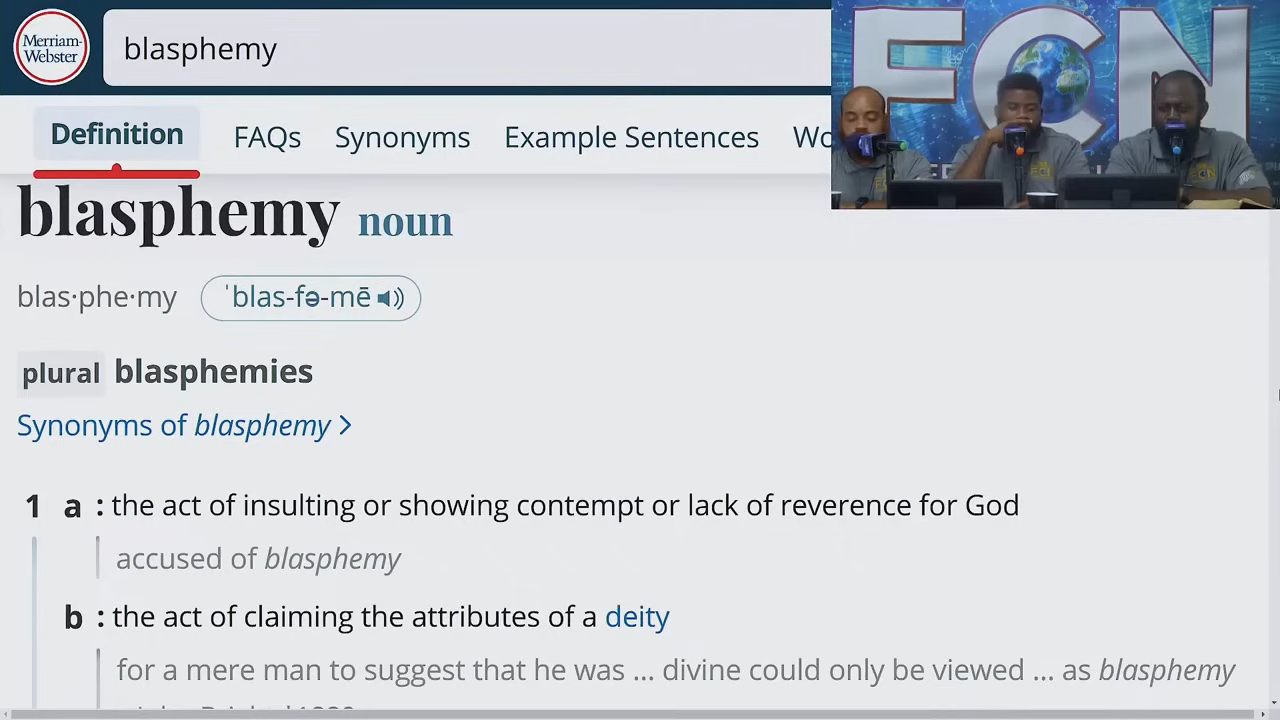 Merriam-
Webster
blasphemy
Definition FAQs Synonyms Example Sentences Wo
ECN
blasphemy noun
blas·phe·my ˈblas-fə-mē
plural blasphemies
Synonyms of blasphemy >
1 a : the act of insulting or showing contempt or lack of reverence for God
accused of blasphemy
b : the act of claiming the attributes of a deity
for a mere man to suggest that he was ... divine could only be viewed ... as blasphemy